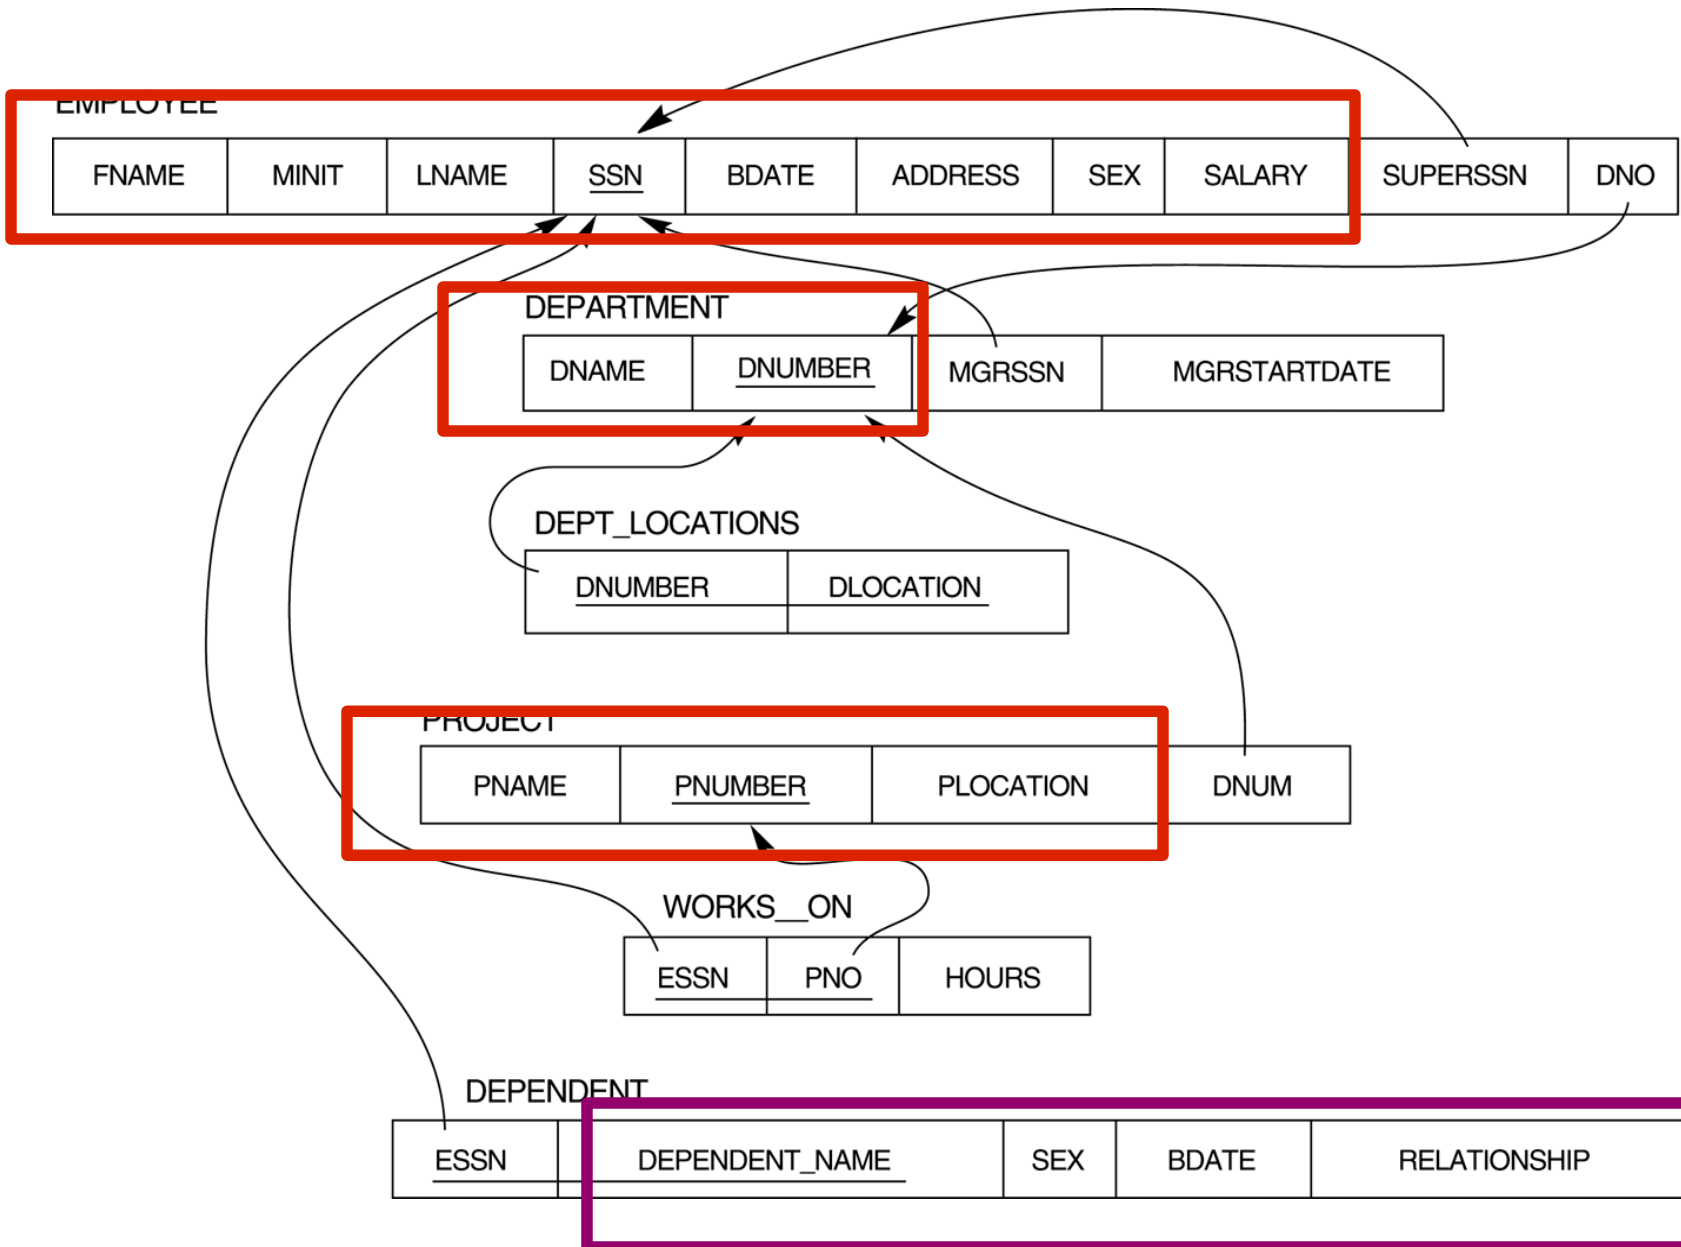 EMPLOYEE
FNAME MINIT LNAME SSN BDATE ADDRESS SEX SALARY SUPERSSN DNO
DEPARTMENT
DNAME DNUMBER MGRSSN MGRSTARTDATE
DEPT_LOCATIONS
DNUMBER DLOCATION
PROJECT
PNAME PNUMBER PLOCATION DNUM
WORKS__ON
ESSN PNO HOURS
DEPENDENT
ESSN DEPENDENT_NAME SEX BDATE RELATIONSHIP